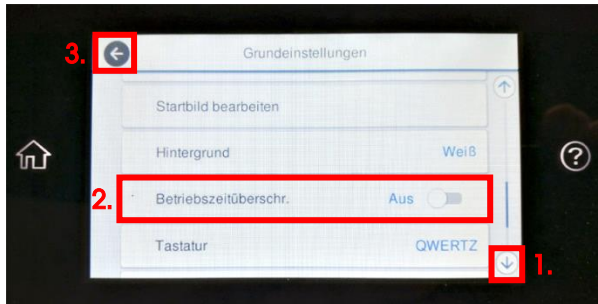 3.
Grundeinstellungen
Startbild bearbeiten
Hintergrund Weiß
2.
Betriebszeitüberschr. Aus
Tastatur QWERTZ
1.
?